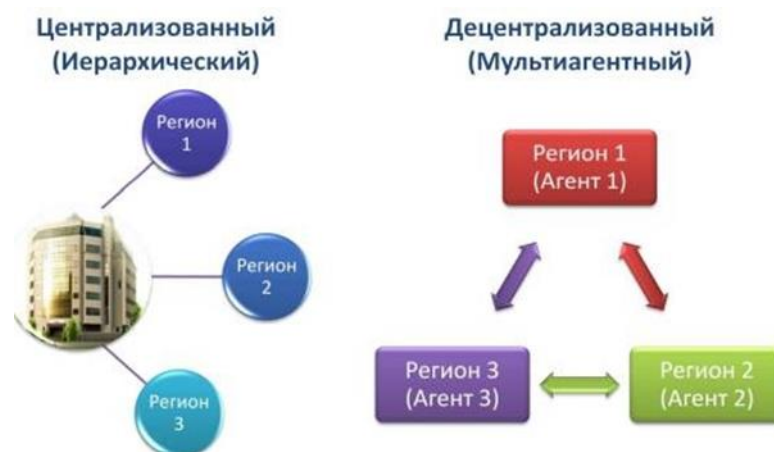 Централизованный
(Иерархический)
Регион
1
Регион
2
Регион
3
Децентрализованный
(Мультиагентный)
Регион 1
(Агент 1)
Регион 3
(Агент 3)
Регион 2
(Агент 2)